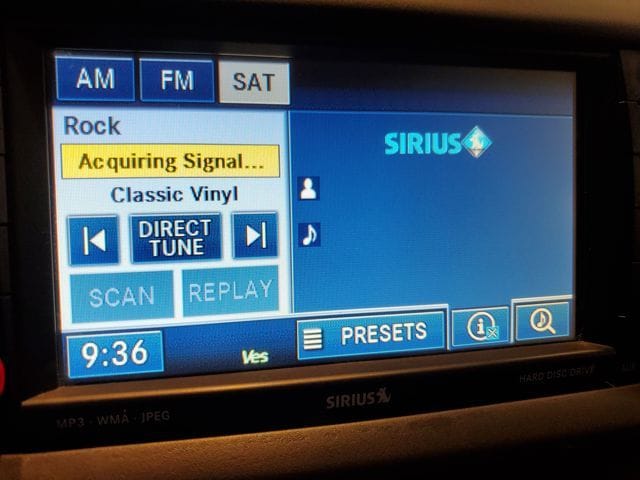 AM FM SAT
Rock
Acquiring Signal...
SIRIUS
Classic Vinyl
DIRECT
TUNE
SCAN REPLAY
PRESETS
9:36
Ves
SIRIUS
HARD DISC DRIVE
MP3 · WMA · JPEG